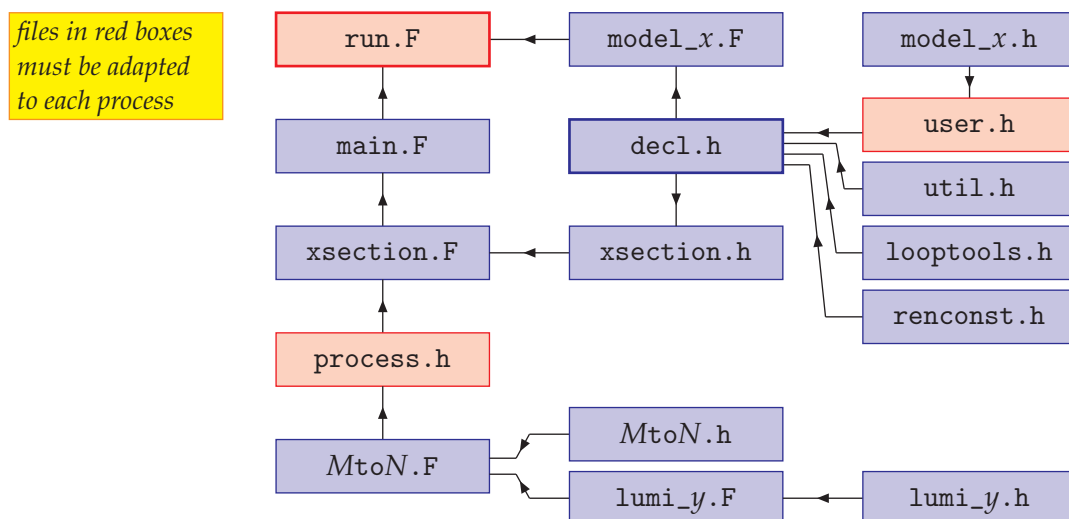 files in red boxes
must be adapted
to each process
run.F
model_x.F
model_x.h
main.F
decl.h
user.h
util.h
xsection.F
xsection.h
looptools.h
renconst.h
process.h
MtoN.F
MtoN.h
lumi_y.F
lumi_y.h